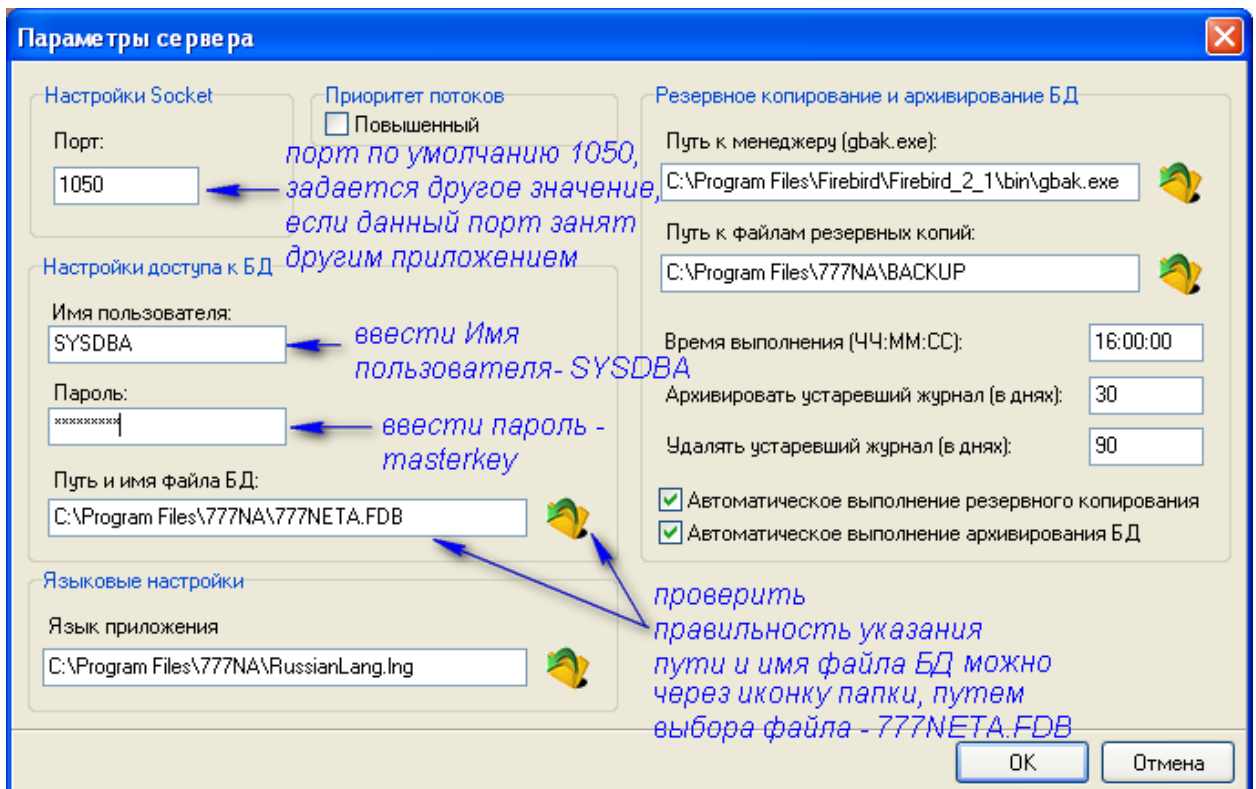 Параметры сервера
Настройки Socket
Порт:
1050
Приоритет потоков
Повышенный
порт по умолчанию 1050,
задается другое значение,
если данный порт занят
другим приложением
Настройки доступа к БД
Имя пользователя:
SYSDBA
ввести Имя
пользователя- SYSDBA
Пароль:
*********
ввести пароль -
masterkey
Путь и имя файла БД:
C:\Program Files\777NA\777NETA.FDB
Языковые настройки
Язык приложения
C:\Program Files\777NA\RussianLang.lng
проверить
правильность указания
пути и имя файла БД можно
через иконку папки, путем
выбора файла - 777NETA.FDB
Резервное копирование и архивирование БД
Путь к менеджеру (gbak.exe):
C:\Program Files\Firebird\Firebird_2_1\bin\gbak.exe
Путь к файлам резервных копий:
C:\Program Files\777NA\BACKUP
Время выполнения (ЧЧ:ММ:СС):
16:00:00
Архивировать устаревший журнал (в днях):
30
Удалять устаревший журнал (в днях):
90
Автоматическое выполнение резервного копирования
Автоматическое выполнение архивирования БД
OK
Отмена